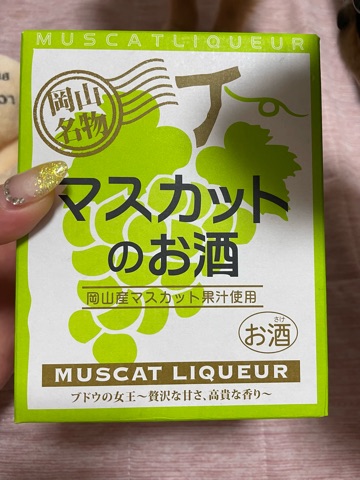 MUSCATLIQUEUR
岡山
名物
マスカット
のお酒
岡山産マスカット果汁使用
さけ
お酒
MUSCAT LIQUEUR
ブドウの女王〜贅沢な甘さ、高貴な香り〜